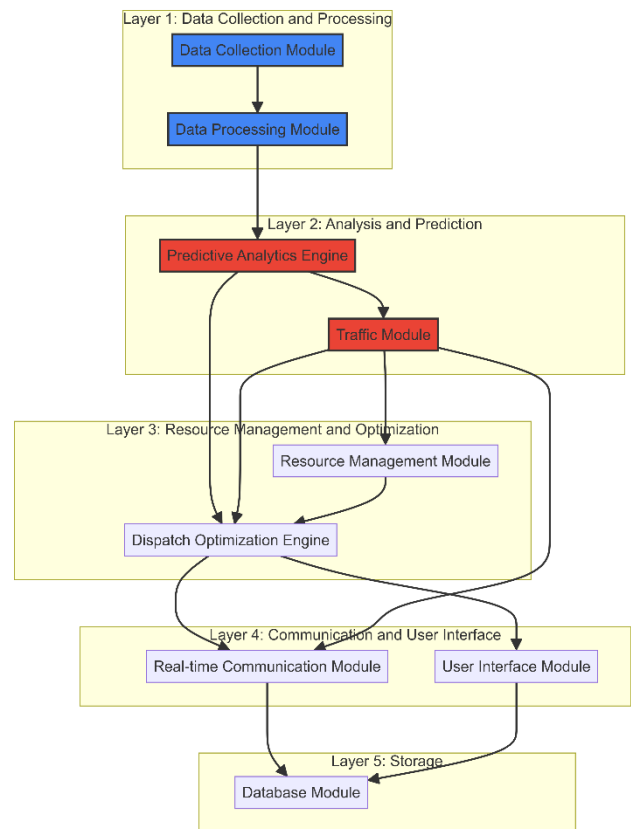 Layer 1: Data Collection and Processing
Data Collection Module
Data Processing Module
Layer 2: Analysis and Prediction
Predictive Analytics Engine
Traffic Module
Layer 3: Resource Management and Optimization
Resource Management Module
Dispatch Optimization Engine
Layer 4: Communication and User Interface
Real-time Communication Module
User Interface Module
Layer 5: Storage
Database Module